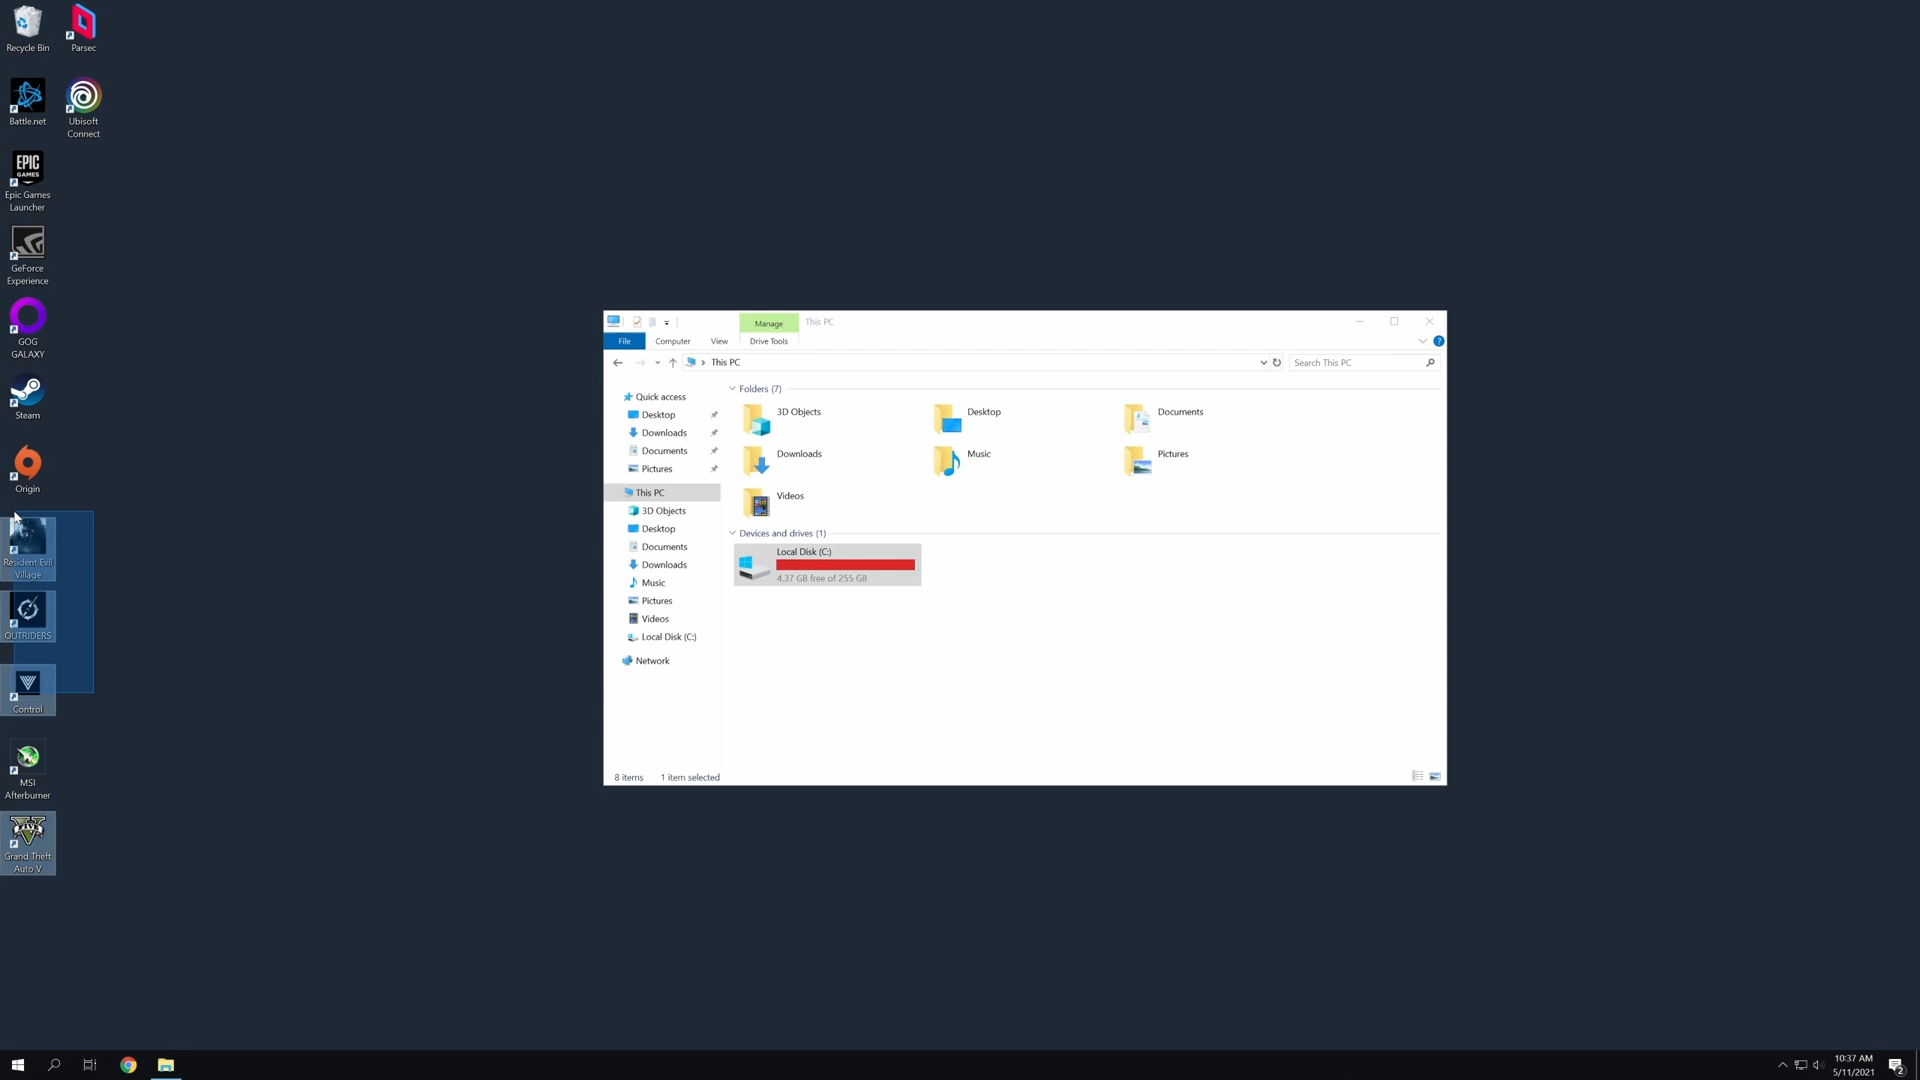 Recycle Bin
Parsec
Battle.net
Ubisoft
Connect
EPIC
GAMES
Epic Games
Launcher
GeForce
Experience
GOG
GALAXY
Steam
Origin
Resident Evil
Village
OUTRIDERS
Control
MSI
Afterburner
FIVE
Grand Theft
Auto V
Manage
This PC
File
Computer
View
Drive Tools
This PC
Search This PC
Quick access
Desktop
Downloads
Documents
Pictures
This PC
3D Objects
Desktop
Documents
Downloads
Music
Pictures
Videos
Local Disk (C:)
Network
Folders (7)
3D Objects
Desktop
Documents
Downloads
Music
Pictures
Videos
Devices and drives (1)
Local Disk (C:)
4.37 GB free of 255 GB
8 items
1 item selected
10:37 AM
5/11/2021
2